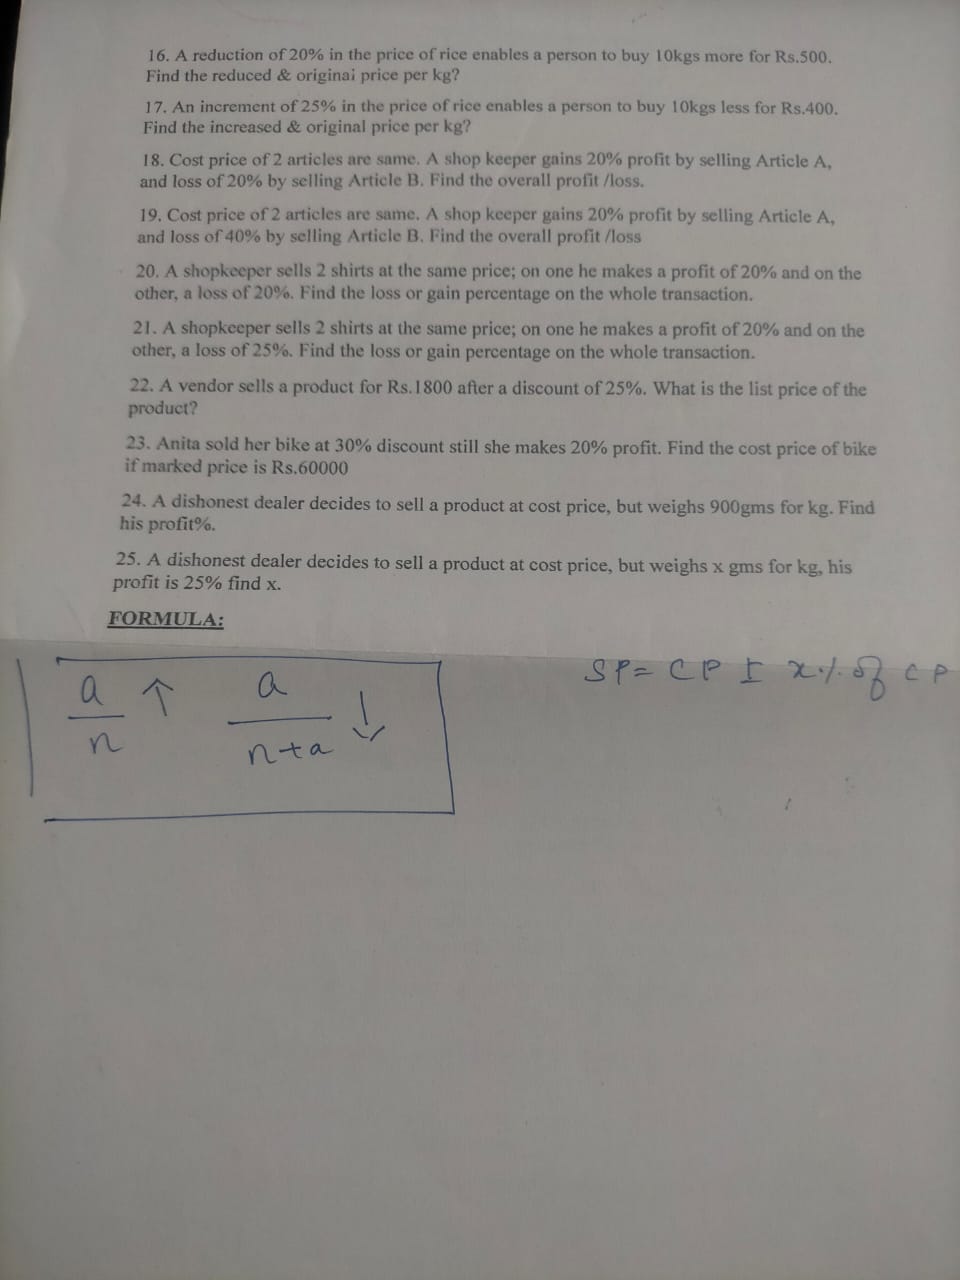 16. A reduction of 20% in the price of rice enables a person to buy 10kgs more for Rs.500.
Find the reduced & original price per kg?
17. An increment of 25% in the price of rice enables a person to buy 10kgs less for Rs.400.
Find the increased & original price per kg?
18. Cost price of 2 articles are same. A shop keeper gains 20% profit by selling Article A,
and loss of 20% by selling Article B. Find the overall profit /loss.
19. Cost price of 2 articles are same. A shop keeper gains 20% profit by selling Article A,
and loss of 40% by selling Article B. Find the overall profit /loss
20. A shopkeeper sells 2 shirts at the same price; on one he makes a profit of 20% and on the
other, a loss of 20%. Find the loss or gain percentage on the whole transaction.
21. A shopkeeper sells 2 shirts at the same price; on one he makes a profit of 20% and on the
other, a loss of 25%. Find the loss or gain percentage on the whole transaction.
22. A vendor sells a product for Rs.1800 after a discount of 25%. What is the list price of the
product?
23. Anita sold her bike at 30% discount still she makes 20% profit. Find the cost price of bike
if marked price is Rs.60000
24. A dishonest dealer decides to sell a product at cost price, but weighs 900gms for kg. Find
his profit%.
25. A dishonest dealer decides to sell a product at cost price, but weighs x gms for kg, his
profit is 25% find x.
FORMULA:
SP = CP ± x% of CP
a/n ↑ a/n+a ↓